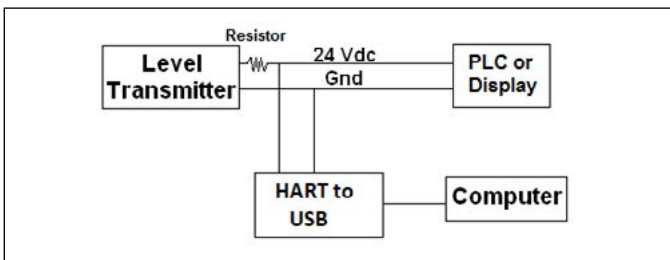 Resistor
Level
Transmitter
24 Vdc
Gnd
PLC or
Display
HART to
USB
Computer